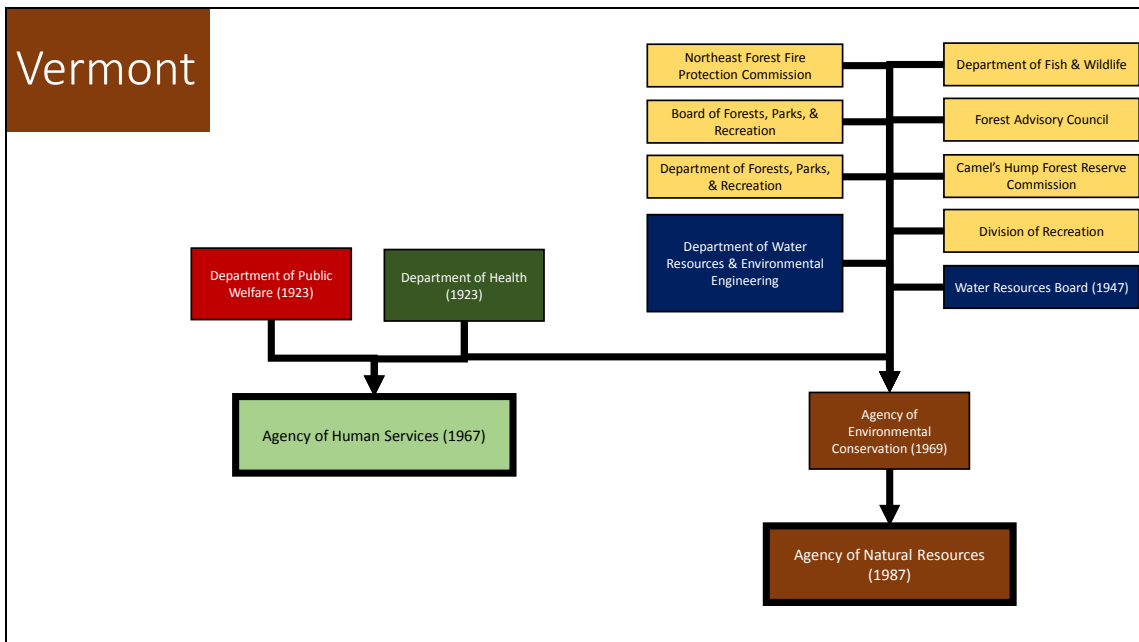 Vermont
Northeast Forest Fire
Protection Commission
Department of Fish & Wildlife
Board of Forests, Parks, &
Recreation
Forest Advisory Council
Department of Forests, Parks,
& Recreation
Camel's Hump Forest Reserve
Commission
Department of Water
Resources & Environmental
Engineering
Division of Recreation
Water Resources Board (1947)
Department of Public
Welfare (1923)
Department of Health
(1923)
Agency of Human Services (1967)
Agency of
Environmental
Conservation (1969)
Agency of Natural Resources
(1987)